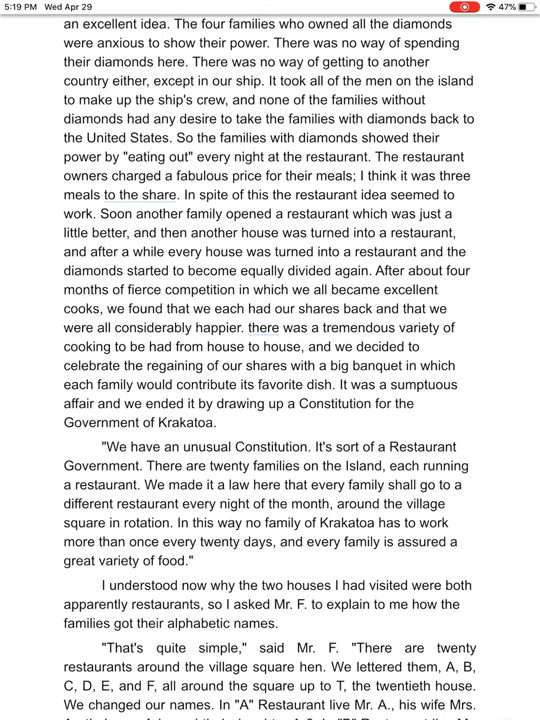 5:19 PM Wed Apr 29
47%
an excellent idea. The four families who owned all the diamonds
were anxious to show their power. There was no way of spending
their diamonds here. There was no way of getting to another
country either, except in our ship. It took all of the men on the island
to make up the ship's crew, and none of the families without
diamonds had any desire to take the families with diamonds back to
the United States. So the families with diamonds showed their
power by "eating out" every night at the restaurant. The restaurant
owners charged a fabulous price for their meals; I think it was three
meals to the share. In spite of this the restaurant idea seemed to
work. Soon another family opened a restaurant which was just a
little better, and then another house was turned into a restaurant,
and after a while every house was turned into a restaurant and the
diamonds started to become equally divided again. After about four
months of fierce competition in which we all became excellent
cooks, we found that we each had our shares back and that we
were all considerably happier. there was a tremendous variety of
cooking to be had from house to house, and we decided to
celebrate the regaining of our shares with a big banquet in which
each family would contribute its favorite dish. It was a sumptuous
affair and we ended it by drawing up a Constitution for the
Government of Krakatoa.
"We have an unusual Constitution. It's sort of a Restaurant
Government. There are twenty families on the Island, each running
a restaurant. We made it a law here that every family shall go to a
different restaurant every night of the month, around the village
square in rotation. In this way no family of Krakatoa has to work
more than once every twenty days, and every family is assured a
great variety of food."
I understood now why the two houses I had visited were both
apparently restaurants, so I asked Mr. F. to explain to me how the
families got their alphabetic names.
"That's quite simple," said Mr. F. "There are twenty
restaurants around the village square hen. We lettered them, A, B,
C, D, E, and F, all around the square up to T, the twentieth house.
We changed our names. In "A" Restaurant live Mr. A., his wife Mrs.